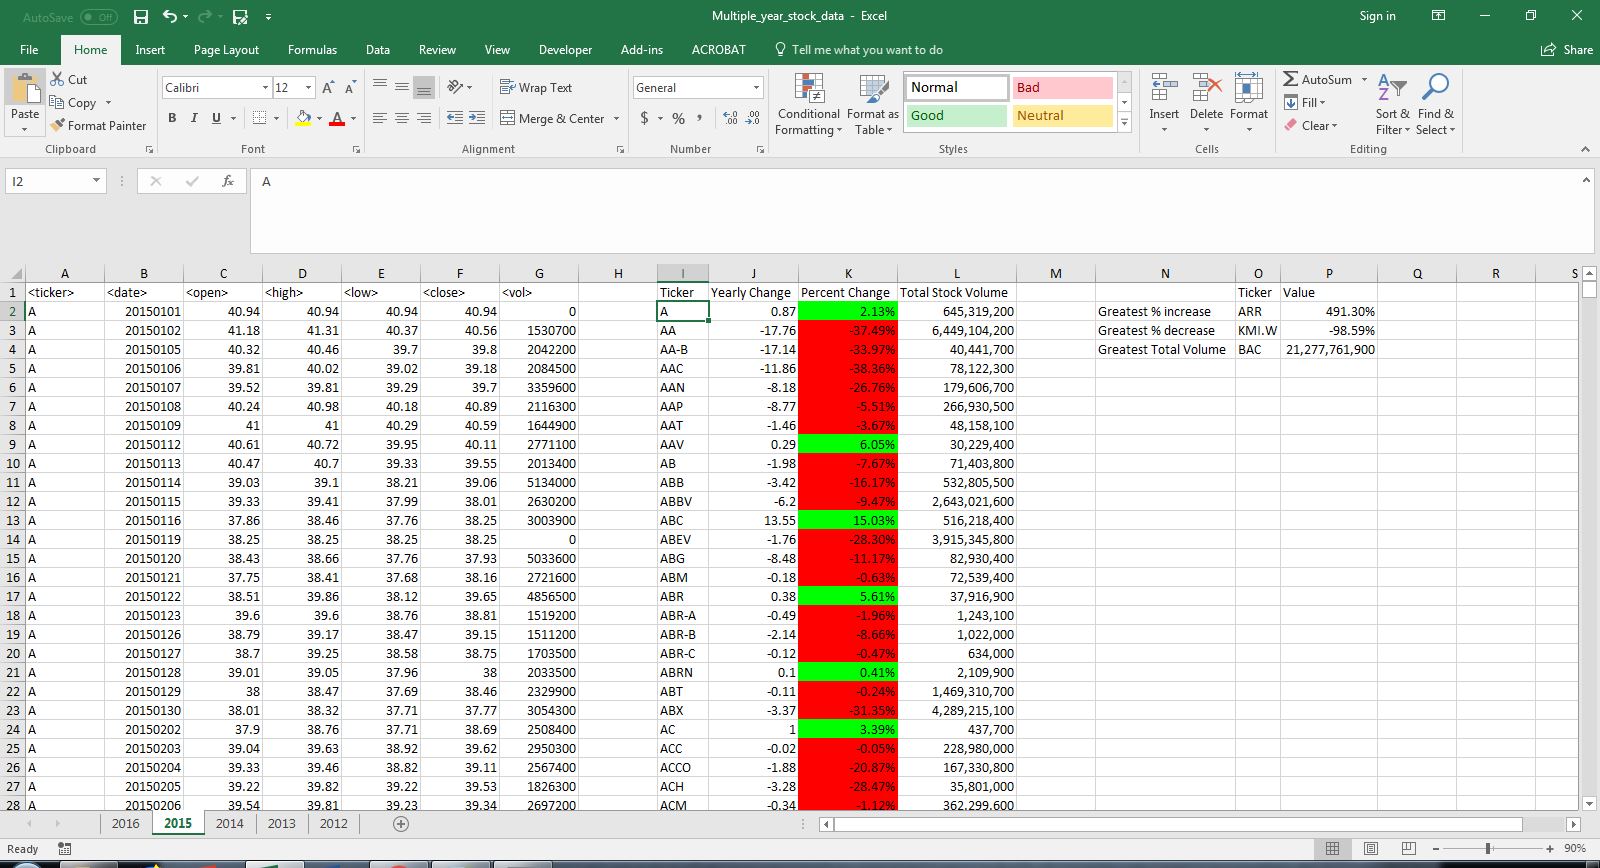 AutoSave Off Multiple_year_stock_data - Excel Sign in
File Home Insert Page Layout Formulas Data Review View Developer Add-ins ACROBAT Tell me what you want to do Share
Paste
Cut
Copy
Format Painter
Clipboard
Calibri 12 A A
B I U A
Font
Wrap Text
Merge & Center
Alignment
General
$ % ,
Number
Conditional Formatting
Format as Table
Normal Bad
Good Neutral
Styles
Insert Delete Format
Cells
AutoSum
Fill
Clear
Sort & Filter
Find & Select
Editing
I2 fx A
A B C D E F G H I J K L M N O P Q R S
1 <ticker> <date> <open> <high> <low> <close> <vol> Ticker Yearly Change Percent Change Total Stock Volume Ticker Value
2 A 20150101 40.94 40.94 40.94 40.94 0 A 0.87 2.13% 645,319,200 Greatest % increase ARR 491.30%
3 A 20150102 41.18 41.31 40.37 40.56 1530700 AA -17.76 -37.49% 6,449,104,200 Greatest % decrease KMI.W -98.59%
4 A 20150105 40.32 40.46 39.7 39.8 2042200 AA-B -17.14 -33.97% 40,441,700 Greatest Total Volume BAC 21,277,761,900
5 A 20150106 39.81 40.02 39.02 39.18 2084500 AAC -11.86 -38.36% 78,122,300
6 A 20150107 39.52 39.81 39.29 39.7 3359600 AAN -8.18 -26.76% 179,606,700
7 A 20150108 40.24 40.98 40.18 40.89 2116300 AAP -8.77 -5.51% 266,930,500
8 A 20150109 41 41 40.29 40.59 1644900 AAT -1.46 -3.67% 48,158,100
9 A 20150112 40.61 40.72 39.95 40.11 2771100 AAV 0.29 6.05% 30,229,400
10 A 20150113 40.47 40.7 39.33 39.55 2013400 AB -1.98 -7.67% 71,403,800
11 A 20150114 39.03 39.1 38.21 39.06 5134000 ABB -3.42 -16.17% 532,805,500
12 A 20150115 39.33 39.41 37.99 38.01 2630200 ABBV -6.2 -9.47% 2,643,021,600
13 A 20150116 37.86 38.46 37.76 38.25 3003900 ABC 13.55 15.03% 516,218,400
14 A 20150119 38.25 38.25 38.25 38.25 0 ABEV -1.76 -28.30% 3,915,345,800
15 A 20150120 38.43 38.66 37.76 37.93 5033600 ABG -8.48 -11.17% 82,930,400
16 A 20150121 37.75 38.41 37.68 38.16 2721600 ABM -0.18 -0.63% 72,539,400
17 A 20150122 38.51 39.86 38.12 39.65 4856500 ABR 0.38 5.61% 37,916,900
18 A 20150123 39.6 39.6 38.76 38.81 1519200 ABR-A -0.49 -1.96% 1,243,100
19 A 20150126 38.79 39.17 38.47 39.15 1511200 ABR-B -2.14 -8.66% 1,022,000
20 A 20150127 38.7 39.25 38.58 38.75 1703500 ABR-C -0.12 -0.47% 634,000
21 A 20150128 39.01 39.05 37.96 38 2033500 ABRN 0.1 0.41% 2,109,900
22 A 20150129 38 38.47 37.69 38.46 2329900 ABT -0.11 -0.24% 1,469,310,700
23 A 20150130 38.01 38.32 37.71 37.77 3054300 ABX -3.37 -31.35% 4,289,215,100
24 A 20150202 37.9 38.76 37.71 38.69 2508400 AC 1 3.39% 437,700
25 A 20150203 39.04 39.63 38.92 39.62 2950300 ACC -0.02 -0.05% 228,980,000
26 A 20150204 39.33 39.46 38.82 39.11 2567400 ACCO -1.88 -20.87% 167,330,800
27 A 20150205 39.22 39.82 39.22 39.53 1826300 ACH -3.28 -28.47% 35,801,000
28 A 20150206 39.54 39.81 39.23 39.34 2697200 ACM -0.34 -1.12% 362,299,600
2016 2015 2014 2013 2012
Ready 90%